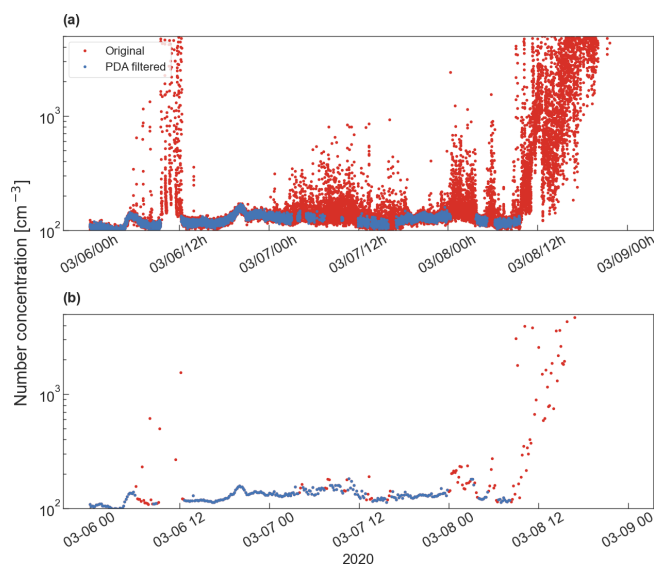 (a)
Original
PDA filtered
10³
10²
03/06/00h
03/06/12h
03/07/00h
03/07/12h
03/08/00h
03/08/12h
03/09/00h
Number concentration [cm⁻³]
(b)
10³
10²
03-06 00
03-06 12
03-07 00
03-07 12
03-08 00
03-08 12
03-09 00
2020